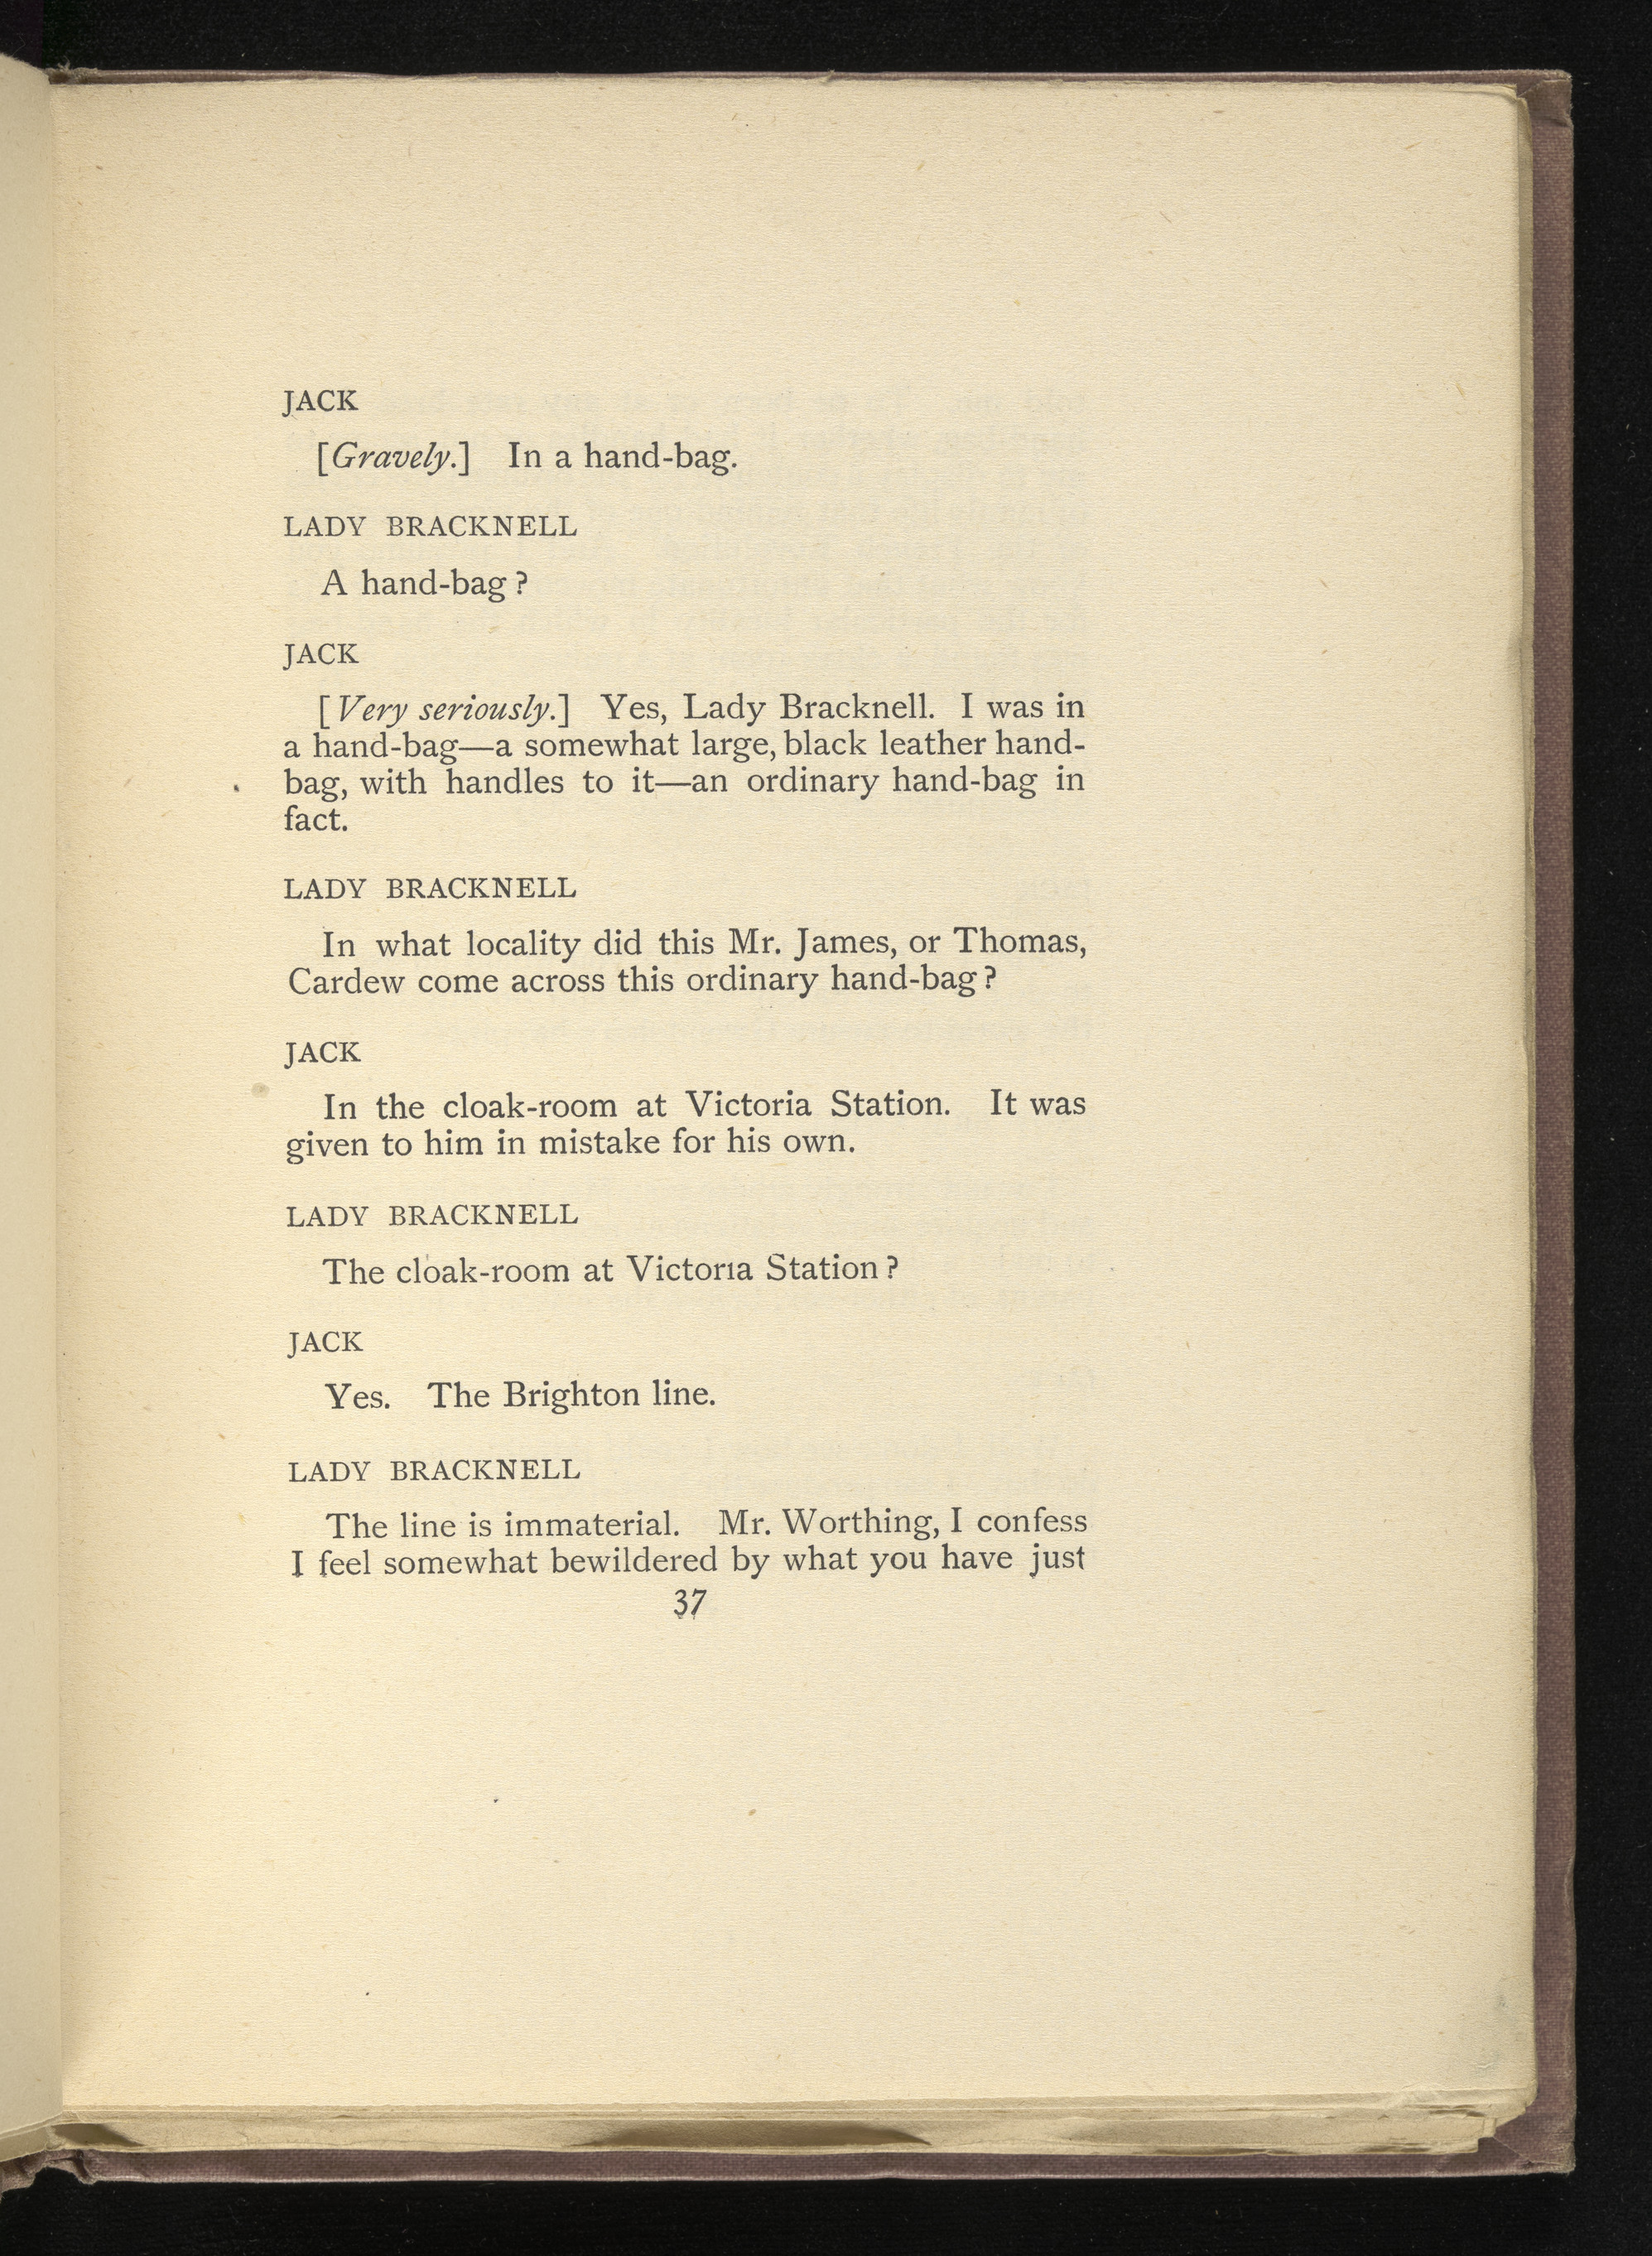 JACK
[Gravely.] In a hand-bag.
LADY BRACKNELL
A hand-bag?
JACK
[Very seriously.] Yes, Lady Bracknell. I was in
a hand-bag—a somewhat large, black leather hand-
bag, with handles to it—an ordinary hand-bag in
fact.
LADY BRACKNELL
In what locality did this Mr. James, or Thomas,
Cardew come across this ordinary hand-bag?
JACK
In the cloak-room at Victoria Station. It was
given to him in mistake for his own.
LADY BRACKNELL
The cloak-room at Victoria Station?
JACK
Yes. The Brighton line.
LADY BRACKNELL
The line is immaterial. Mr. Worthing, I confess
I feel somewhat bewildered by what you have just
37